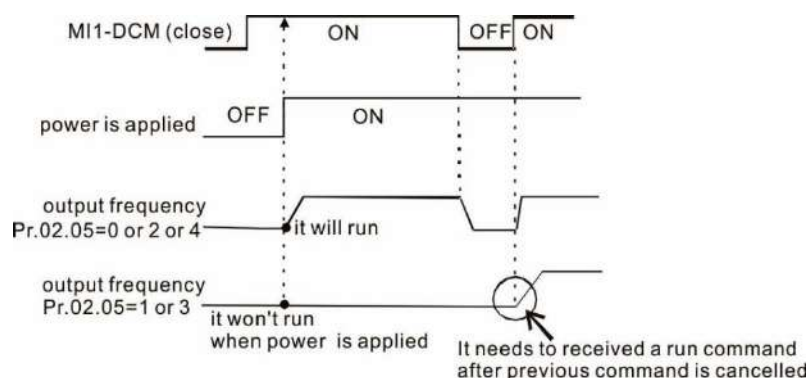 MI1-DCM (close)
ON
OFF
ON
power is applied
OFF
ON
output frequency
Pr.02.05=0 or 2 or 4
it will run
output frequency
Pr.02.05=1 or 3
it won't run
when power is applied
It needs to received a run command
after previous command is cancelled